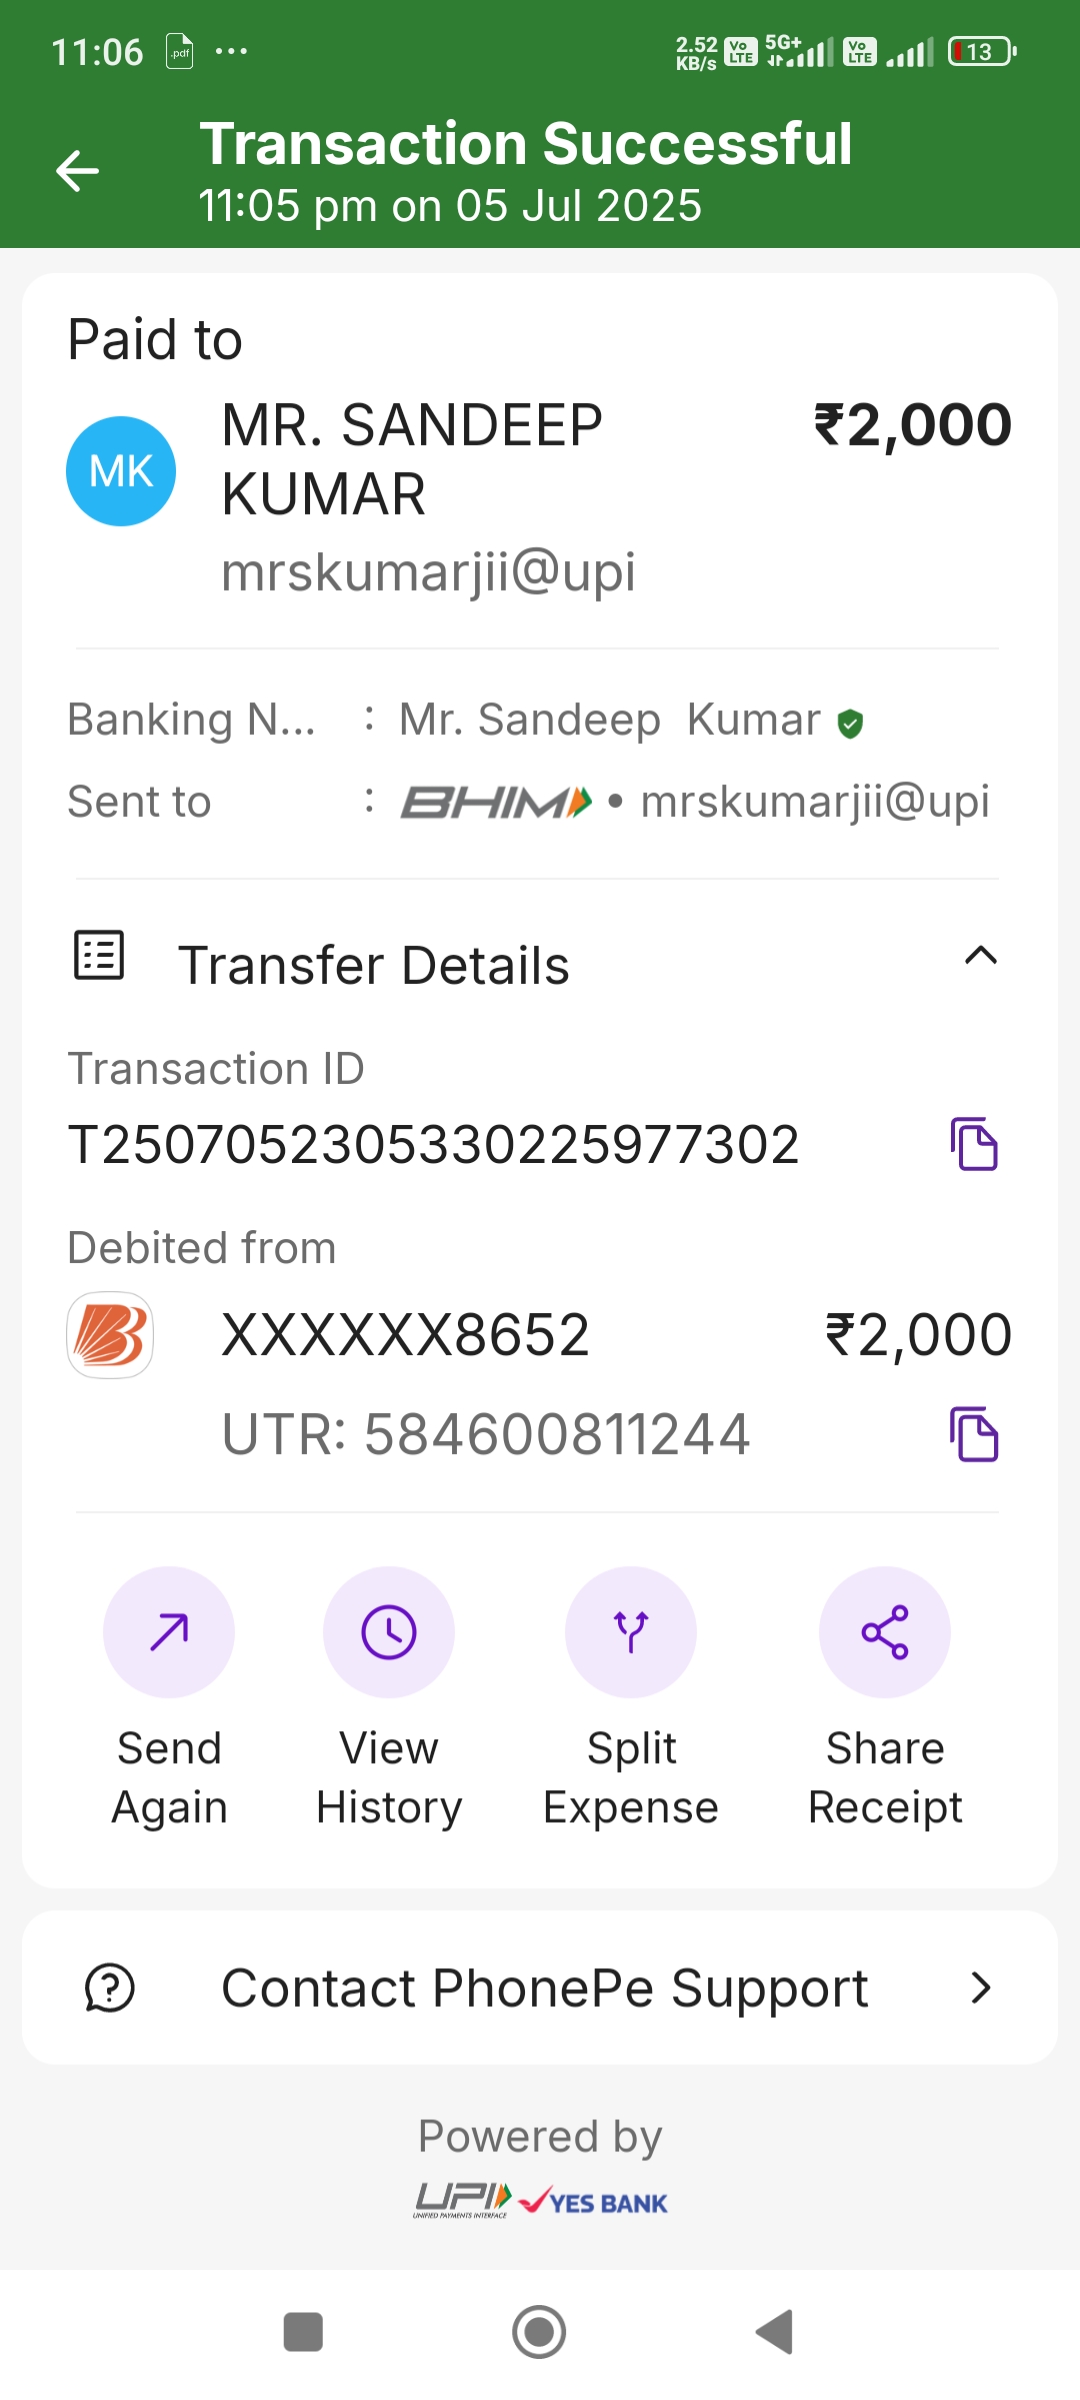 11:06 .pdf ... 2.52 KB/s Vo LTE 5G+ Vo LTE 13
Transaction Successful
11:05 pm on 05 Jul 2025
Paid to
MK
MR. SANDEEP ₹2,000
KUMAR
mrskumarjii@upi
Banking N... : Mr. Sandeep Kumar
Sent to : BHIM • mrskumarjii@upi
Transfer Details
Transaction ID
T2507052305330225977302
Debited from
XXXXXX8652 ₹2,000
UTR: 584600811244
Send Again
View History
Split Expense
Share Receipt
Contact PhonePe Support
Powered by
UPI YES BANK
UNIFIED PAYMENTS INTERFACE